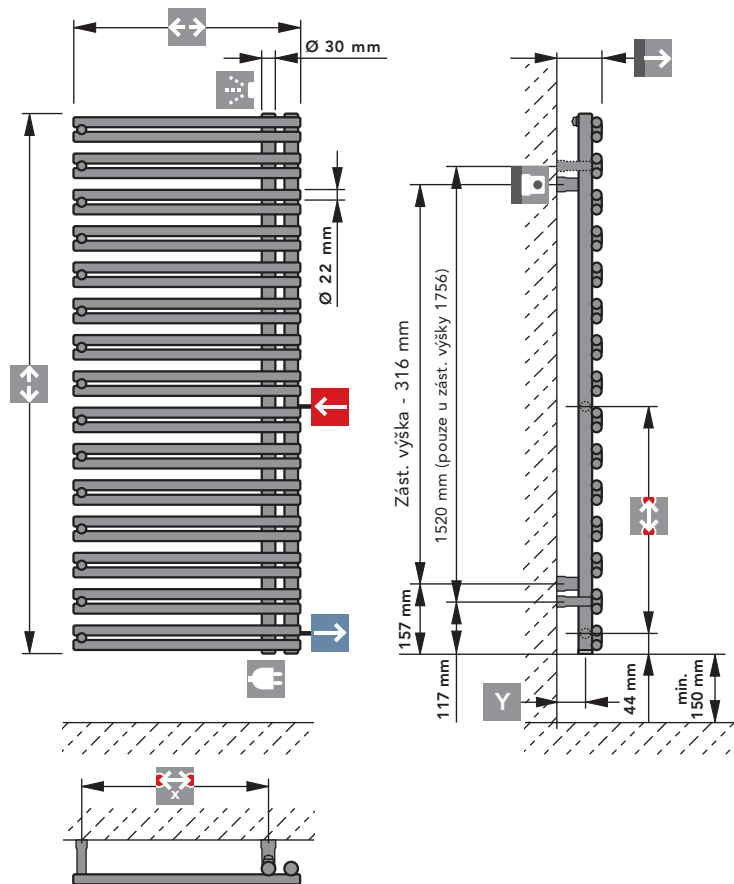 Ø 30 mm
Ø 22 mm
Zást. výška - 316 mm
1520 mm (pouze u zást. výšky 1756)
157 mm
117 mm
Y
44 mm
min.
150 mm
x